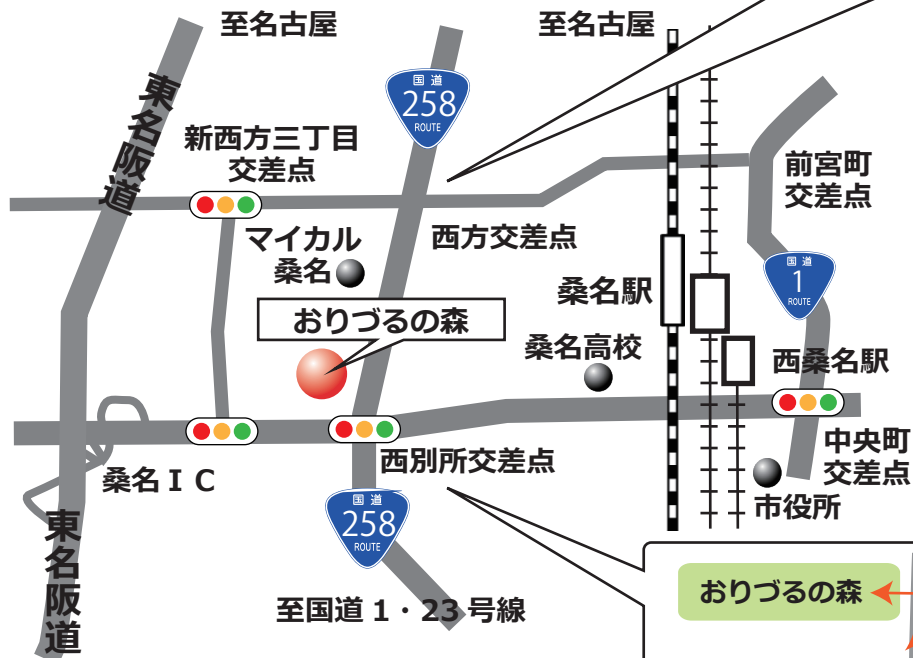 至名古屋
至名古屋
東名阪道
国道
258
ROUTE
新西方三丁目
交差点
前宮町
交差点
マイカル
桑名
西方交差点
国道
1
ROUTE
桑名駅
おりづるの森
桑名高校
西桑名駅
西別所交差点
中央町
交差点
桑名ＩＣ
市役所
国道
258
ROUTE
東名阪道
おりづるの森
至国道 1・23 号線